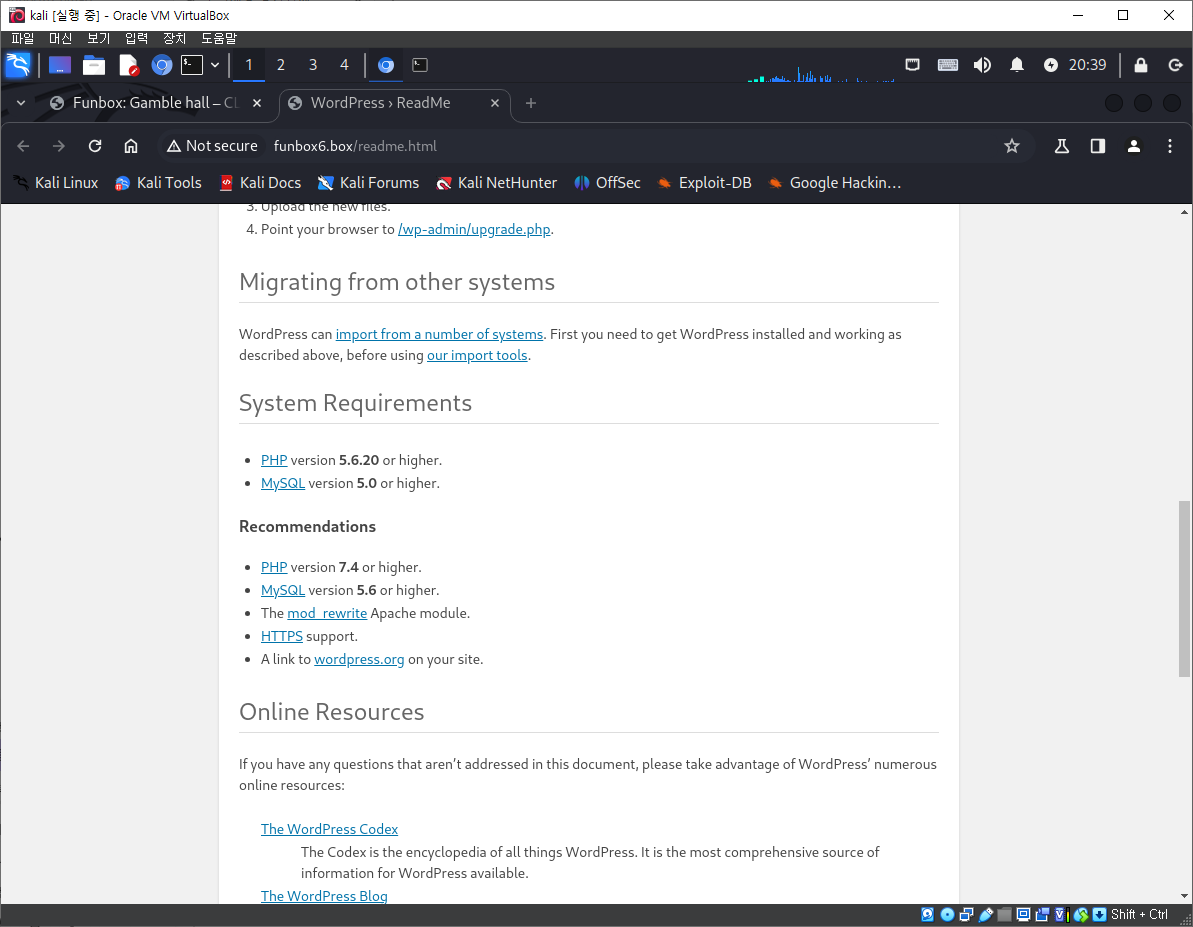 kali [실행 중] - Oracle VM VirtualBox
파일 머신 보기 입력 장치 도움말
1 2 3 4 20:39
Funbox: Gamble hall – CL WordPress › ReadMe
Not secure funbox6.box/readme.html
Kali Linux Kali Tools Kali Docs Kali Forums Kali NetHunter OffSec Exploit-DB Google Hackin…
3. Upload the new files.
4. Point your browser to /wp-admin/upgrade.php.
Migrating from other systems
WordPress can import from a number of systems. First you need to get WordPress installed and working as
described above, before using our import tools.
System Requirements
• PHP version 5.6.20 or higher.
• MySQL version 5.0 or higher.
Recommendations
• PHP version 7.4 or higher.
• MySQL version 5.6 or higher.
• The mod_rewrite Apache module.
• HTTPS support.
• A link to wordpress.org on your site.
Online Resources
If you have any questions that aren’t addressed in this document, please take advantage of WordPress’ numerous
online resources:
The WordPress Codex
The Codex is the encyclopedia of all things WordPress. It is the most comprehensive source of
information for WordPress available.
The WordPress Blog
Shift + Ctrl